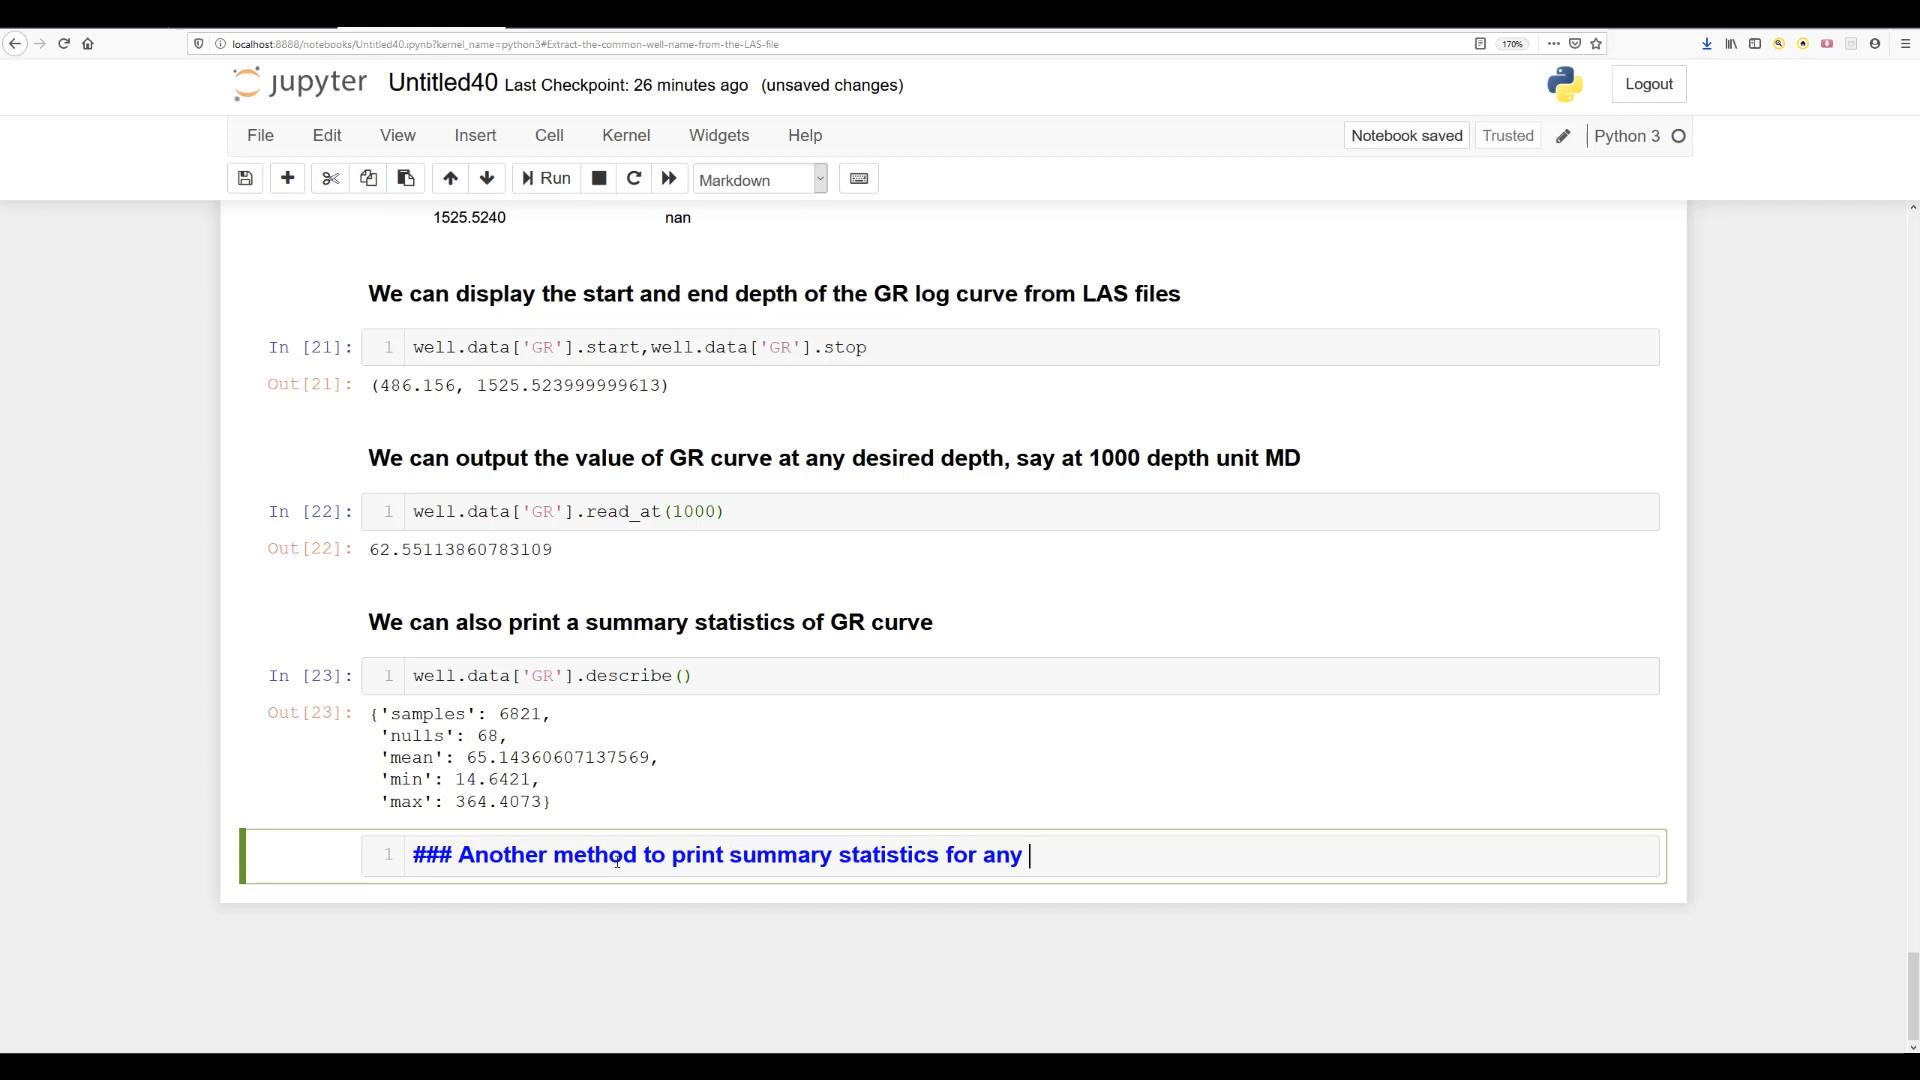 localhost:8888/notebooks/Untitled40.ipynb?kernel_name=python3#Extract-the-common-well-name-from-the-LAS-file
170%
jupyter Untitled40 Last Checkpoint: 26 minutes ago (unsaved changes)
Logout
File Edit View Insert Cell Kernel Widgets Help
Notebook saved Trusted Python 3
Run Markdown
1525.5240 nan
We can display the start and end depth of the GR log curve from LAS files
In [21]: 1 well.data['GR'].start,well.data['GR'].stop
Out[21]: (486.156, 1525.523999999613)
We can output the value of GR curve at any desired depth, say at 1000 depth unit MD
In [22]: 1 well.data['GR'].read_at(1000)
Out[22]: 62.55113860783109
We can also print a summary statistics of GR curve
In [23]: 1 well.data['GR'].describe()
Out[23]: {'samples': 6821,
'nulls': 68,
'mean': 65.14360607137569,
'min': 14.6421,
'max': 364.4073}
1 ### Another method to print summary statistics for any